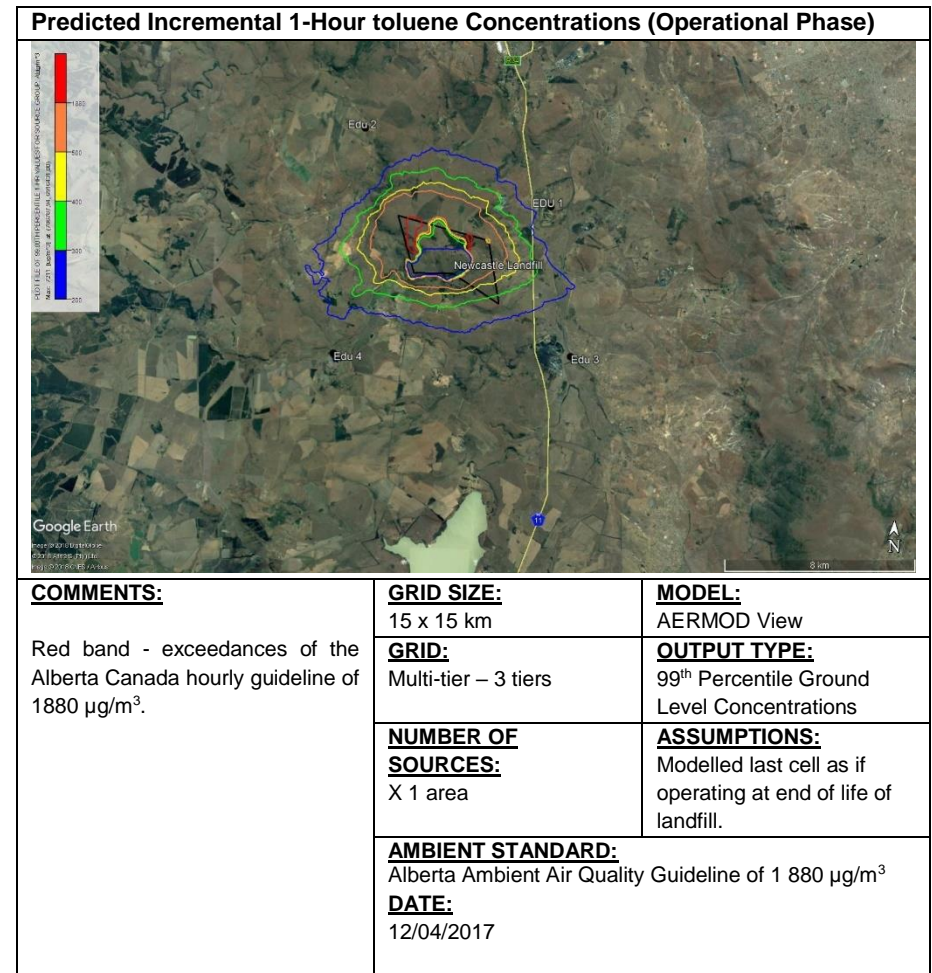 Predicted Incremental 1-Hour toluene Concentrations (Operational Phase)
1880
500
400
300
200
Edu 2
EDU 1
Newcastle Landfill
Edu 4
Edu 3
11
Google Earth
N
8 km
COMMENTS:
Red band - exceedances of the
Alberta Canada hourly guideline of
1880 µg/m³.
GRID SIZE:
15 x 15 km
MODEL:
AERMOD View
GRID:
Multi-tier – 3 tiers
OUTPUT TYPE:
99th Percentile Ground
Level Concentrations
NUMBER OF
SOURCES:
X 1 area
ASSUMPTIONS:
Modelled last cell as if
operating at end of life of
landfill.
AMBIENT STANDARD:
Alberta Ambient Air Quality Guideline of 1 880 µg/m³
DATE:
12/04/2017